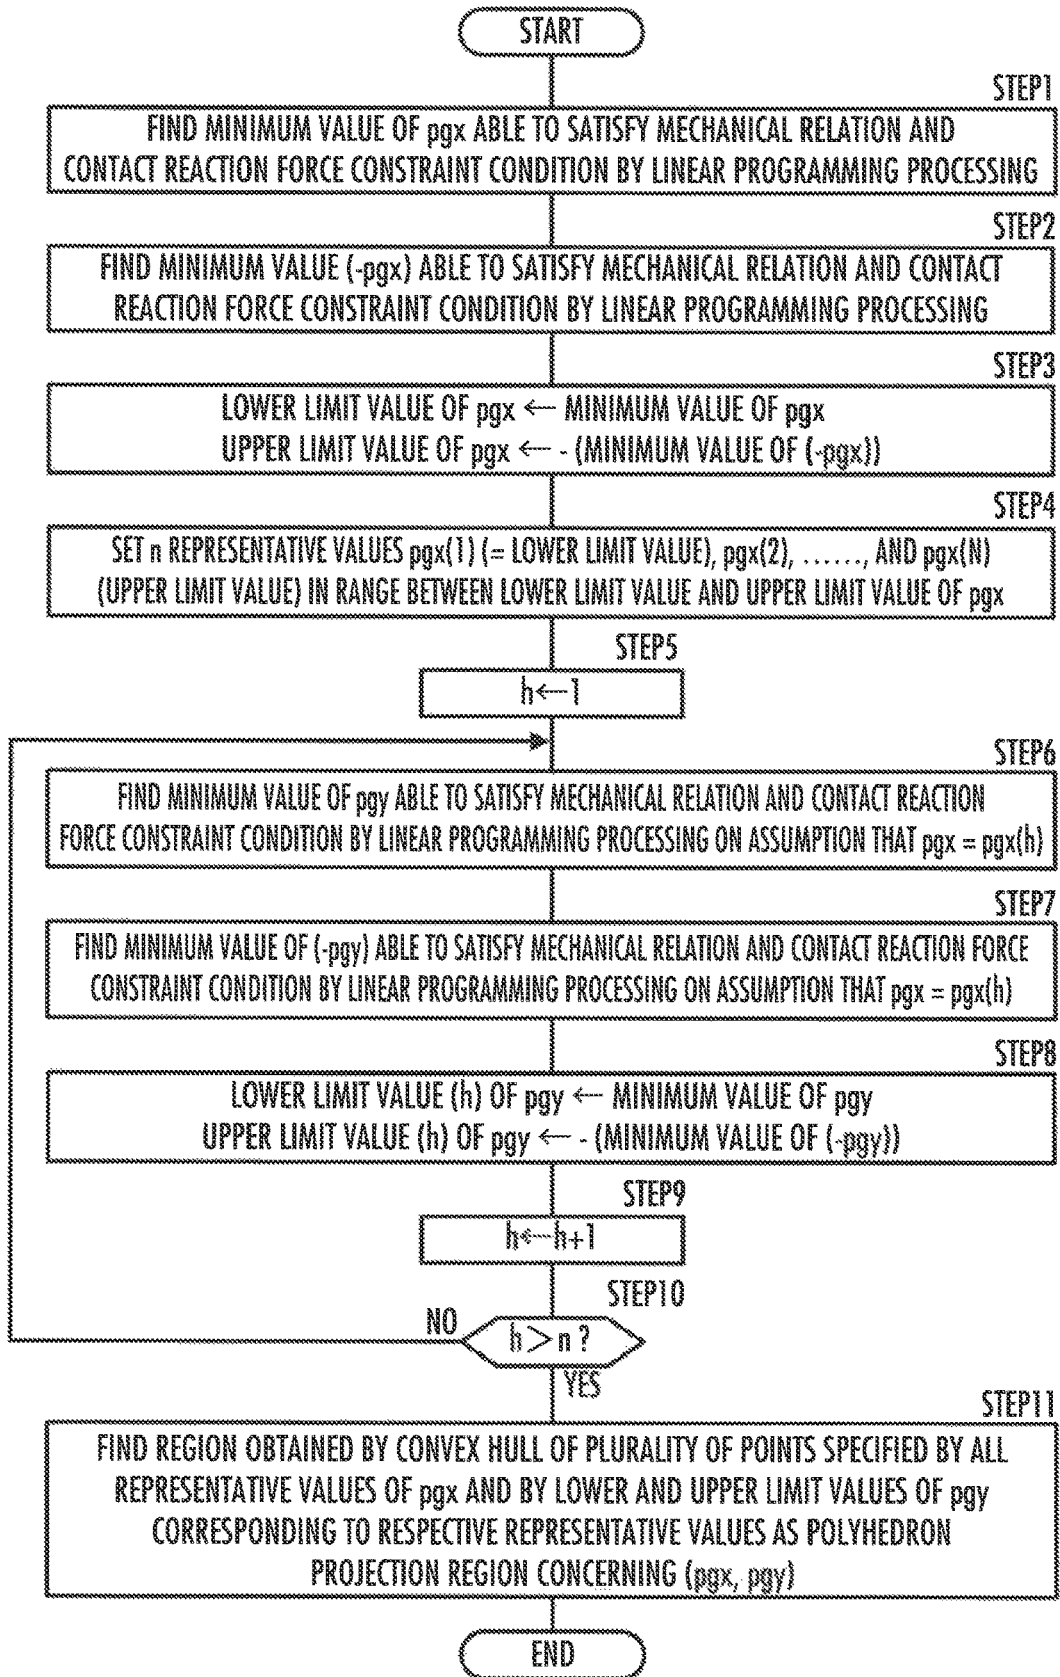 START
STEP1
FIND MINIMUM VALUE OF pgx ABLE TO SATISFY MECHANICAL RELATION AND
CONTACT REACTION FORCE CONSTRAINT CONDITION BY LINEAR PROGRAMMING PROCESSING
STEP2
FIND MINIMUM VALUE (-pgx) ABLE TO SATISFY MECHANICAL RELATION AND CONTACT
REACTION FORCE CONSTRAINT CONDITION BY LINEAR PROGRAMMING PROCESSING
STEP3
LOWER LIMIT VALUE OF pgx ← MINIMUM VALUE OF pgx
UPPER LIMIT VALUE OF pgx ← - (MINIMUM VALUE OF (-pgx))
STEP4
SET n REPRESENTATIVE VALUES pgx(1) (= LOWER LIMIT VALUE), pgx(2), ......, AND pgx(N)
(UPPER LIMIT VALUE) IN RANGE BETWEEN LOWER LIMIT VALUE AND UPPER LIMIT VALUE OF pgx
STEP5
h←1
STEP6
FIND MINIMUM VALUE OF pgy ABLE TO SATISFY MECHANICAL RELATION AND CONTACT REACTION
FORCE CONSTRAINT CONDITION BY LINEAR PROGRAMMING PROCESSING ON ASSUMPTION THAT pgx = pgx(h)
STEP7
FIND MINIMUM VALUE OF (-pgy) ABLE TO SATISFY MECHANICAL RELATION AND CONTACT REACTION FORCE
CONSTRAINT CONDITION BY LINEAR PROGRAMMING PROCESSING ON ASSUMPTION THAT pgx = pgx(h)
STEP8
LOWER LIMIT VALUE (h) OF pgy ← MINIMUM VALUE OF pgy
UPPER LIMIT VALUE (h) OF pgy ← - (MINIMUM VALUE OF (-pgy))
STEP9
h←h+1
STEP10
NO
h > n ?
YES
STEP11
FIND REGION OBTAINED BY CONVEX HULL OF PLURALITY OF POINTS SPECIFIED BY ALL
REPRESENTATIVE VALUES OF pgx AND BY LOWER AND UPPER LIMIT VALUES OF pgy
CORRESPONDING TO RESPECTIVE REPRESENTATIVE VALUES AS POLYHEDRON
PROJECTION REGION CONCERNING (pgx, pgy)
END